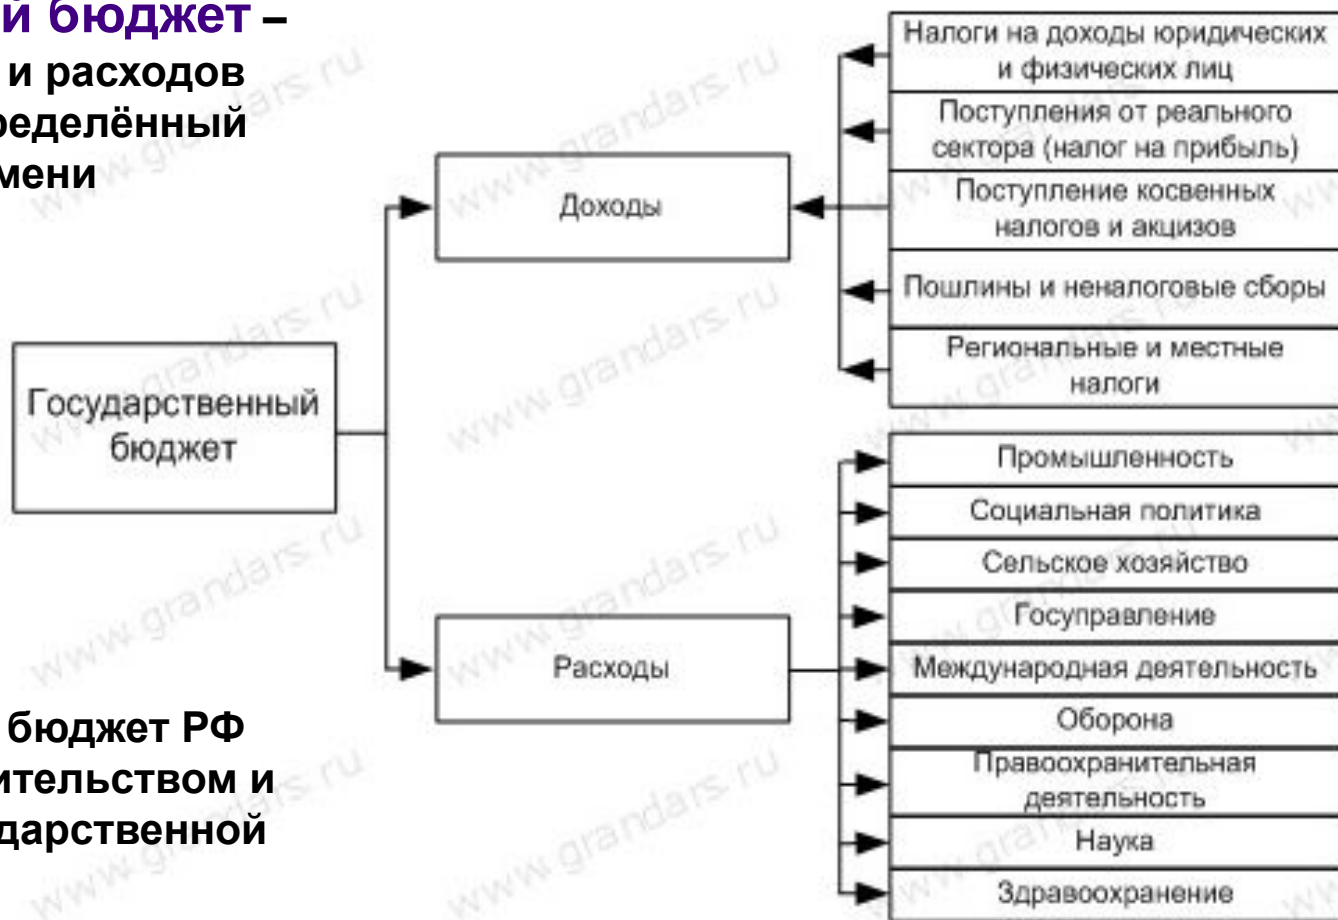 й бюджет –
и расходов
ределённый
мени
Государственный
бюджет
Доходы
Налоги на доходы юридических
и физических лиц
Поступления от реального
сектора (налог на прибыль)
Поступление косвенных
налогов и акцизов
Пошлины и неналоговые сборы
Региональные и местные
налоги
Расходы
Промышленность
Социальная политика
Сельское хозяйство
Госуправление
Международная деятельность
Оборона
Правоохранительная
деятельность
Наука
Здравоохранение
бюджет РФ
ительством и
дарственной
www.grandars.ru